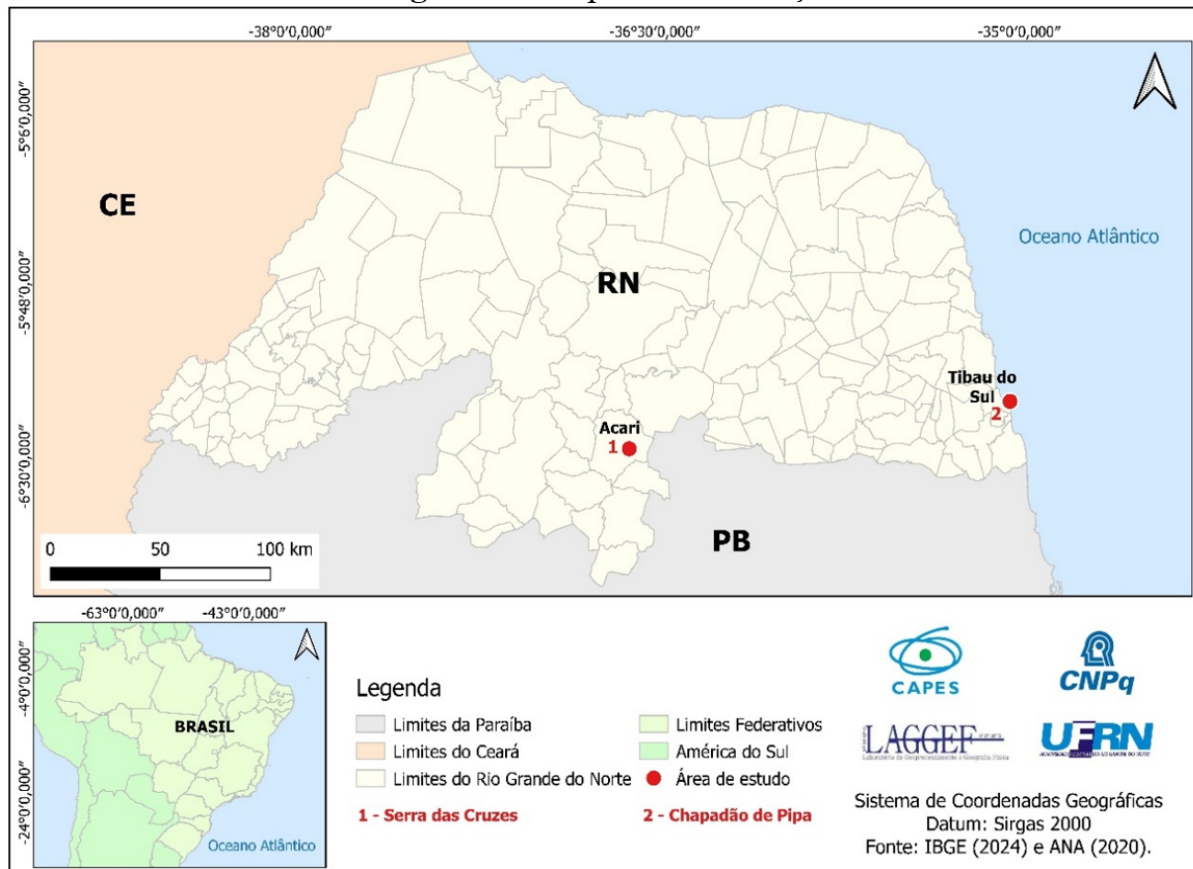 -38°0'0,000"
-36°30'0,000"
-35°0'0,000"
-5°6'0,000"
-5°48'0,000"
-6°30'0,000"
CE
RN
Oceano Atlântico
Tibau do
Sul
2
Acari
1
PB
0 50 100 km
-63°0'0,000"
-43°0'0,000"
-4°0'0,000"
-24°0'0,000"
BRASIL
Oceano Atlântico
Legenda
Limites da Paraíba
Limites do Ceará
Limites do Rio Grande do Norte
1 - Serra das Cruzes
Limites Federativos
América do Sul
Área de estudo
2 - Chapadão de Pipa
CAPES
CNPq
LAGGEF
Laboratório de Geoprocessamento e Geografia Física
UFRN
Sistema de Coordenadas Geográficas
Datum: Sirgas 2000
Fonte: IBGE (2024) e ANA (2020).